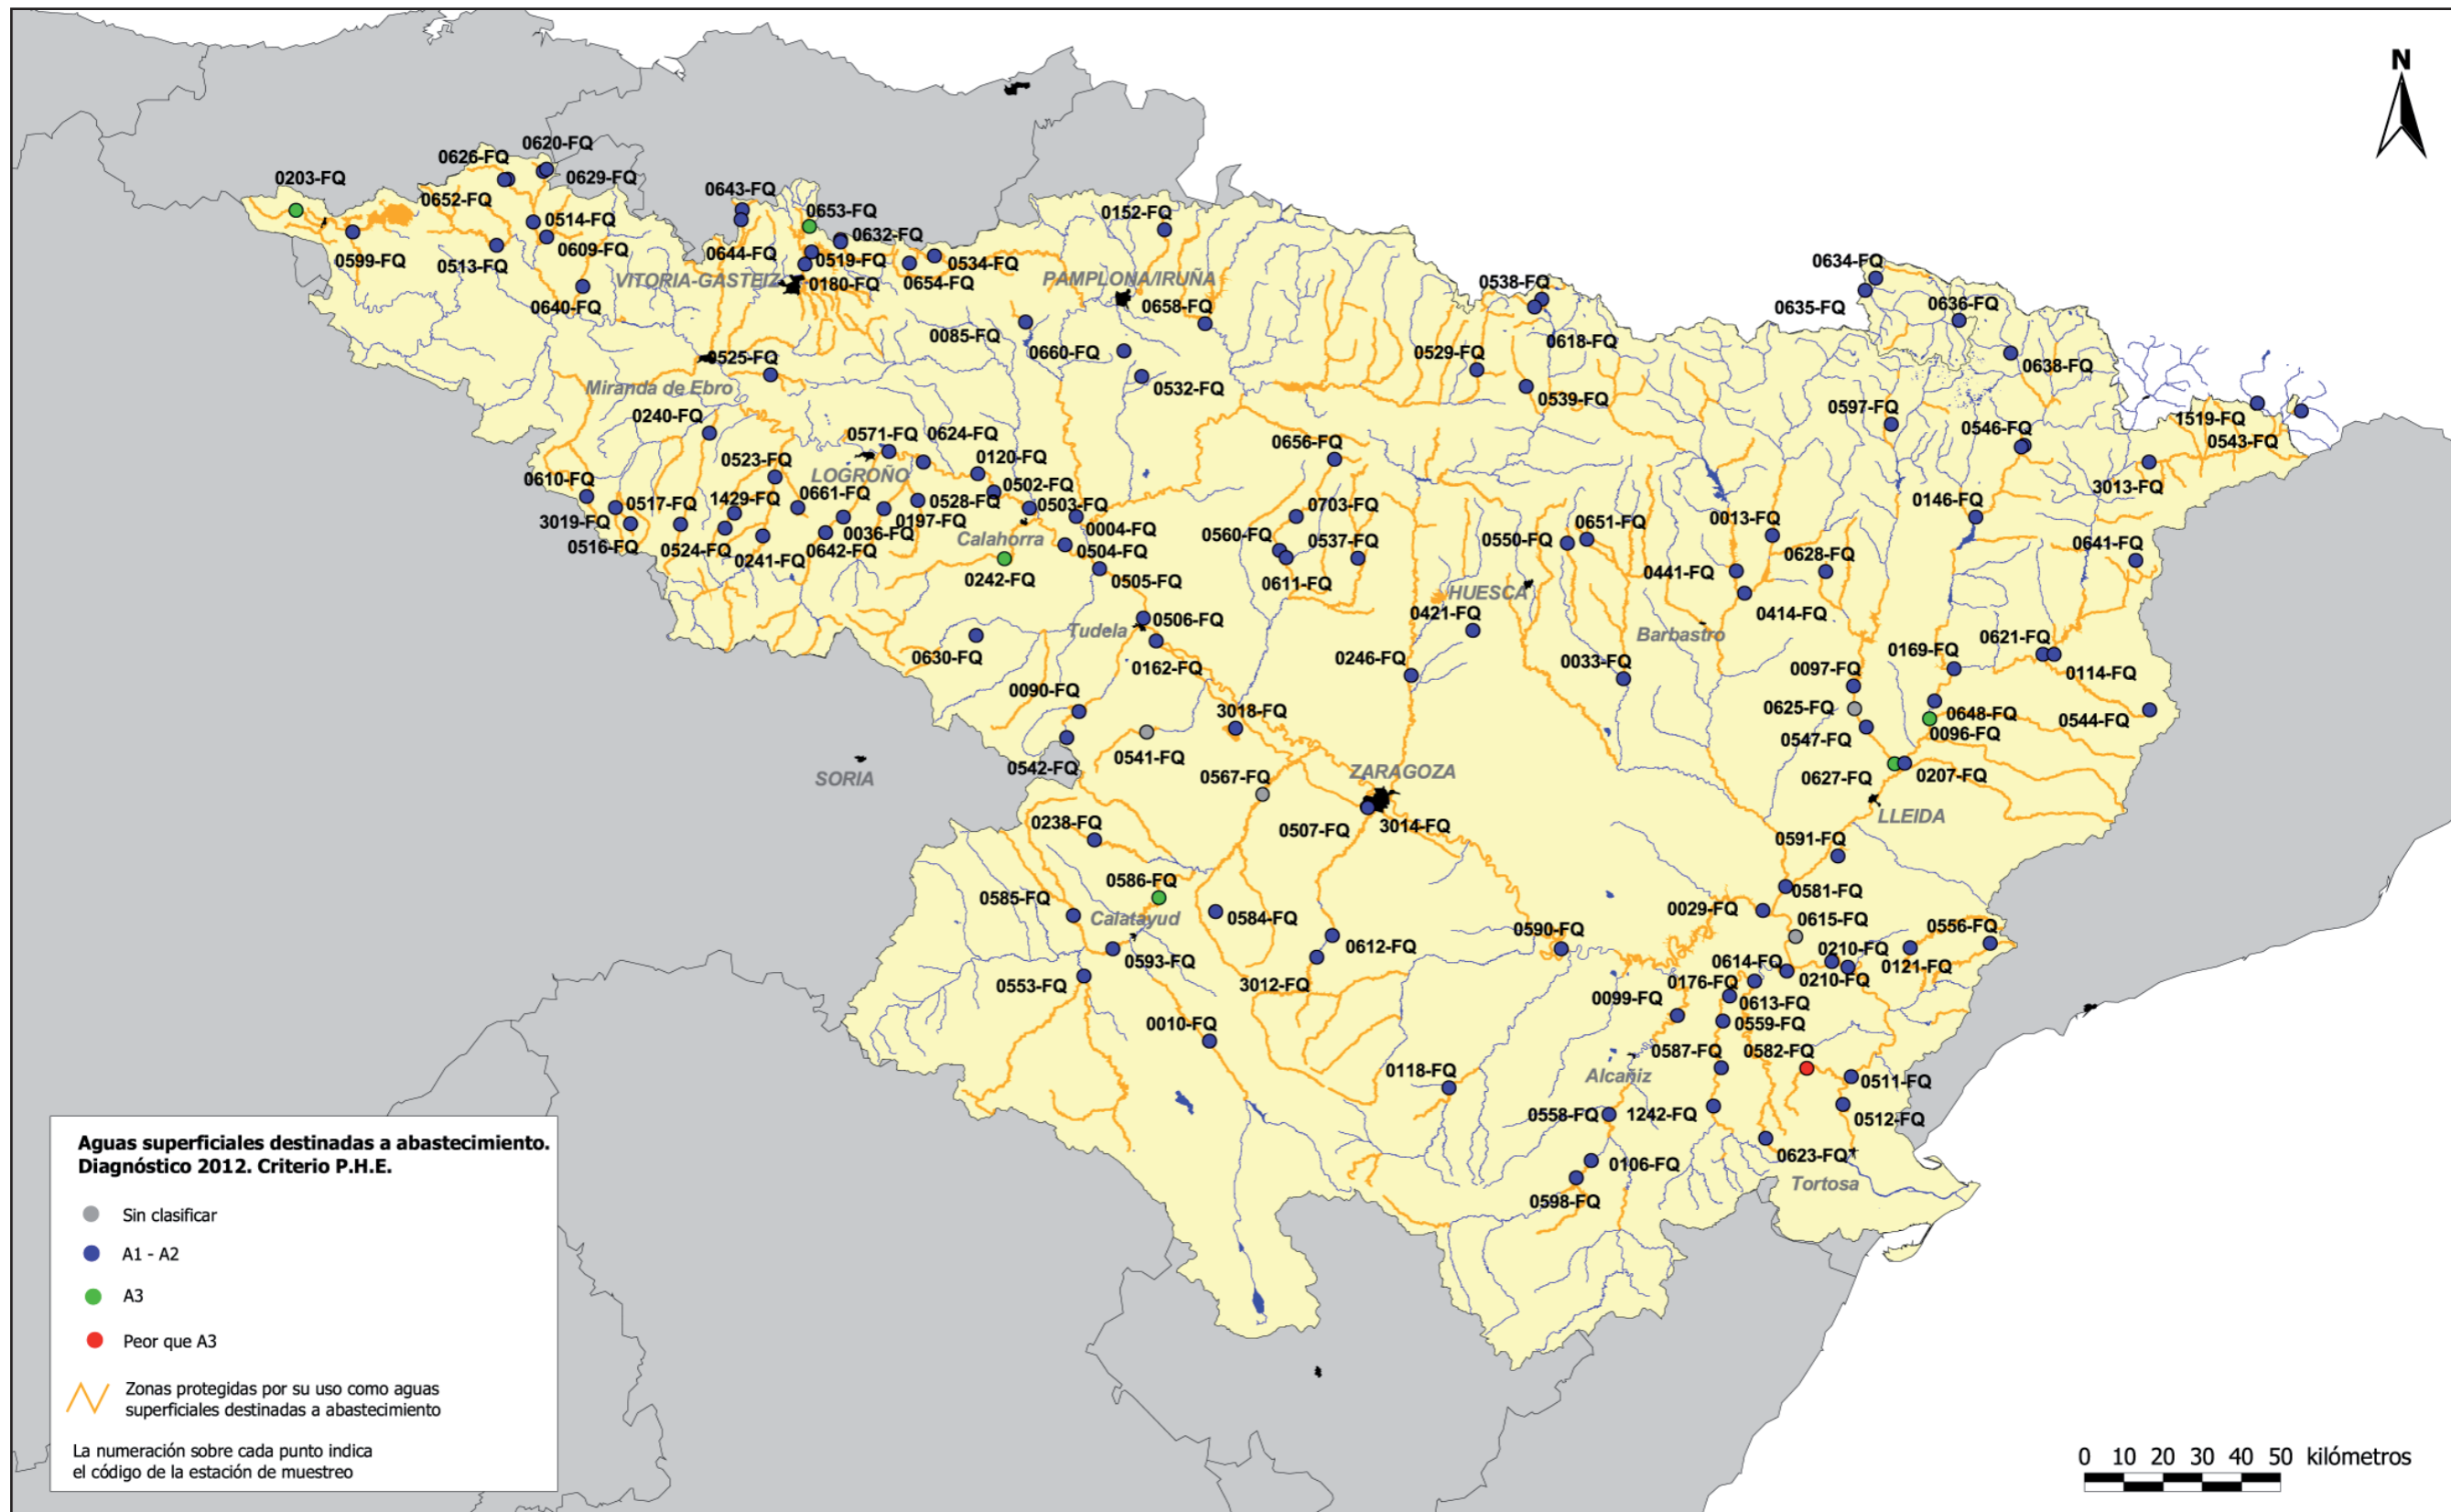 N
0620-FQ
0626-FQ
0203-FQ
0629-FQ
0643-FQ
0652-FQ
0653-FQ
0152-FQ
0514-FQ
0632-FQ
0609-FQ
0644-FQ
0599-FQ
0513-FQ
0519-FQ
0534-FQ
0634-FQ
VITORIA-GASTEIZ
0180-FQ
0654-FQ
PAMPLONA/IRUÑA
0538-FQ
0640-FQ
0658-FQ
0635-FQ
0636-FQ
0085-FQ
0618-FQ
0660-FQ
0529-FQ
0525-FQ
0638-FQ
Miranda de Ebro
0532-FQ
0539-FQ
0597-FQ
0240-FQ
1519-FQ
0571-FQ
0624-FQ
0656-FQ
0546-FQ
0543-FQ
0523-FQ
0120-FQ
LOGROÑO
0610-FQ
0502-FQ
3013-FQ
0517-FQ
1429-FQ
0661-FQ
0528-FQ
0503-FQ
0703-FQ
0146-FQ
3019-FQ
0197-FQ
0651-FQ
0013-FQ
0004-FQ
0036-FQ
Calahorra
0560-FQ
0537-FQ
0550-FQ
0516-FQ
0524-FQ
0642-FQ
0504-FQ
0628-FQ
0641-FQ
0241-FQ
0242-FQ
0505-FQ
0611-FQ
0441-FQ
HUESCA
0421-FQ
0414-FQ
0506-FQ
Tudela
Barbastro
0621-FQ
0630-FQ
0162-FQ
0246-FQ
0033-FQ
0169-FQ
0097-FQ
0114-FQ
0090-FQ
0625-FQ
3018-FQ
0648-FQ
0544-FQ
0096-FQ
0547-FQ
0541-FQ
0542-FQ
0567-FQ
ZARAGOZA
0627-FQ
0207-FQ
SORIA
0238-FQ
0507-FQ
3014-FQ
LLEIDA
0591-FQ
0586-FQ
0585-FQ
0581-FQ
Calatayud
0584-FQ
0029-FQ
0615-FQ
0590-FQ
0556-FQ
0612-FQ
0210-FQ
0593-FQ
0614-FQ
0121-FQ
0553-FQ
3012-FQ
0176-FQ
0210-FQ
0099-FQ
0613-FQ
0010-FQ
0559-FQ
0587-FQ
0582-FQ
0118-FQ
Alcañiz
0511-FQ
0558-FQ
1242-FQ
0512-FQ
0623-FQ
0106-FQ
Tortosa
0598-FQ
Aguas superficiales destinadas a abastecimiento.
Diagnóstico 2012. Criterio P.H.E.
Sin clasificar
A1 - A2
A3
Peor que A3
Zonas protegidas por su uso como aguas
superficiales destinadas a abastecimiento
La numeración sobre cada punto indica
el código de la estación de muestreo
0 10 20 30 40 50 kilómetros